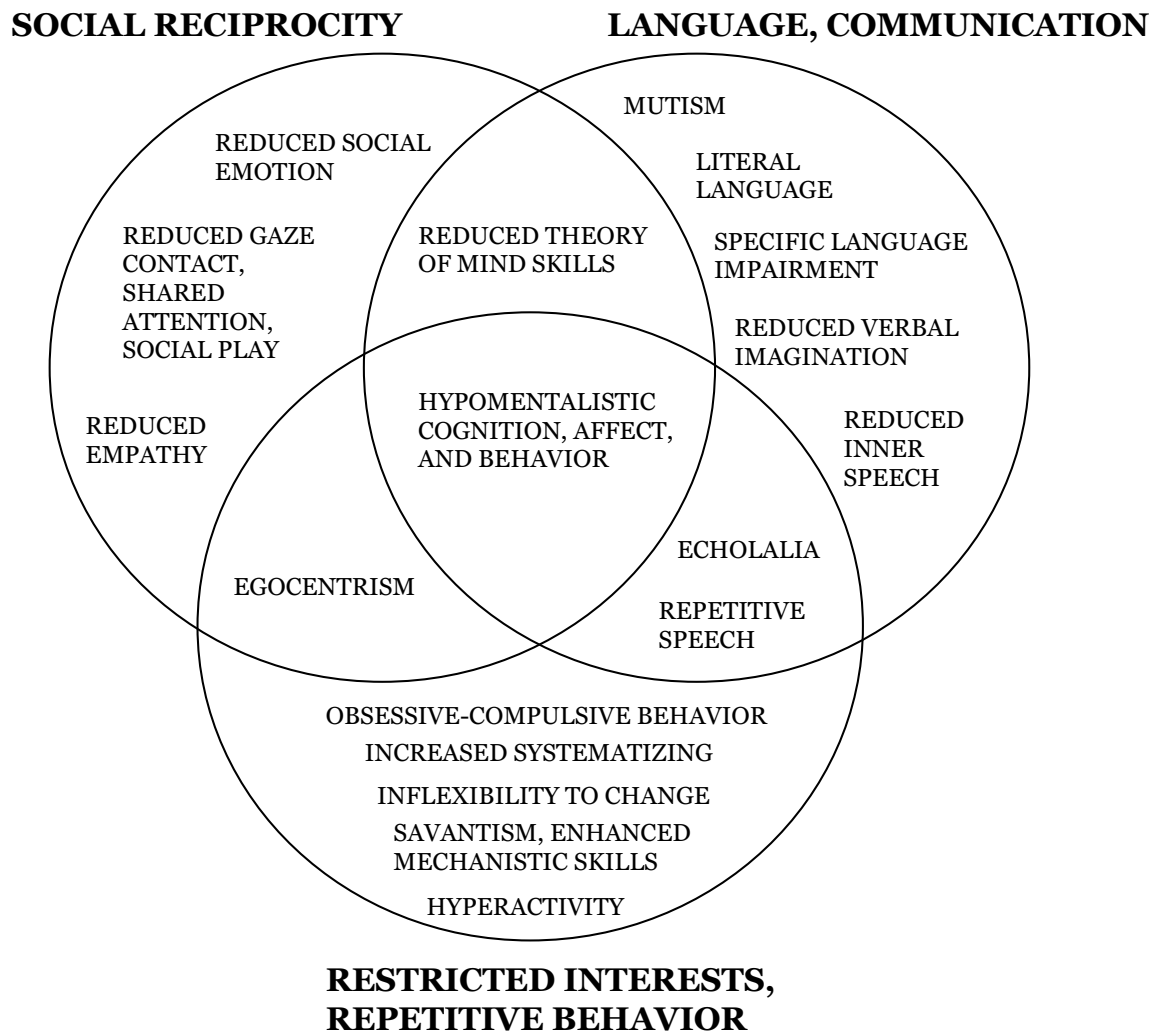 SOCIAL RECIPROCITY
LANGUAGE, COMMUNICATION
REDUCED SOCIAL
EMOTION
REDUCED GAZE
CONTACT,
SHARED
ATTENTION,
SOCIAL PLAY
REDUCED
EMPATHY
REDUCED THEORY
OF MIND SKILLS
MUTISM
LITERAL
LANGUAGE
SPECIFIC LANGUAGE
IMPAIRMENT
REDUCED VERBAL
IMAGINATION
REDUCED
INNER
SPEECH
HYPOMENTALISTIC
COGNITION, AFFECT,
AND BEHAVIOR
EGOCENTRISM
ECHOLALIA
REPETITIVE
SPEECH
OBSESSIVE-COMPULSIVE BEHAVIOR
INCREASED SYSTEMATIZING
INFLEXIBILITY TO CHANGE
SAVANTISM, ENHANCED
MECHANISTIC SKILLS
HYPERACTIVITY
RESTRICTED INTERESTS,
REPETITIVE BEHAVIOR